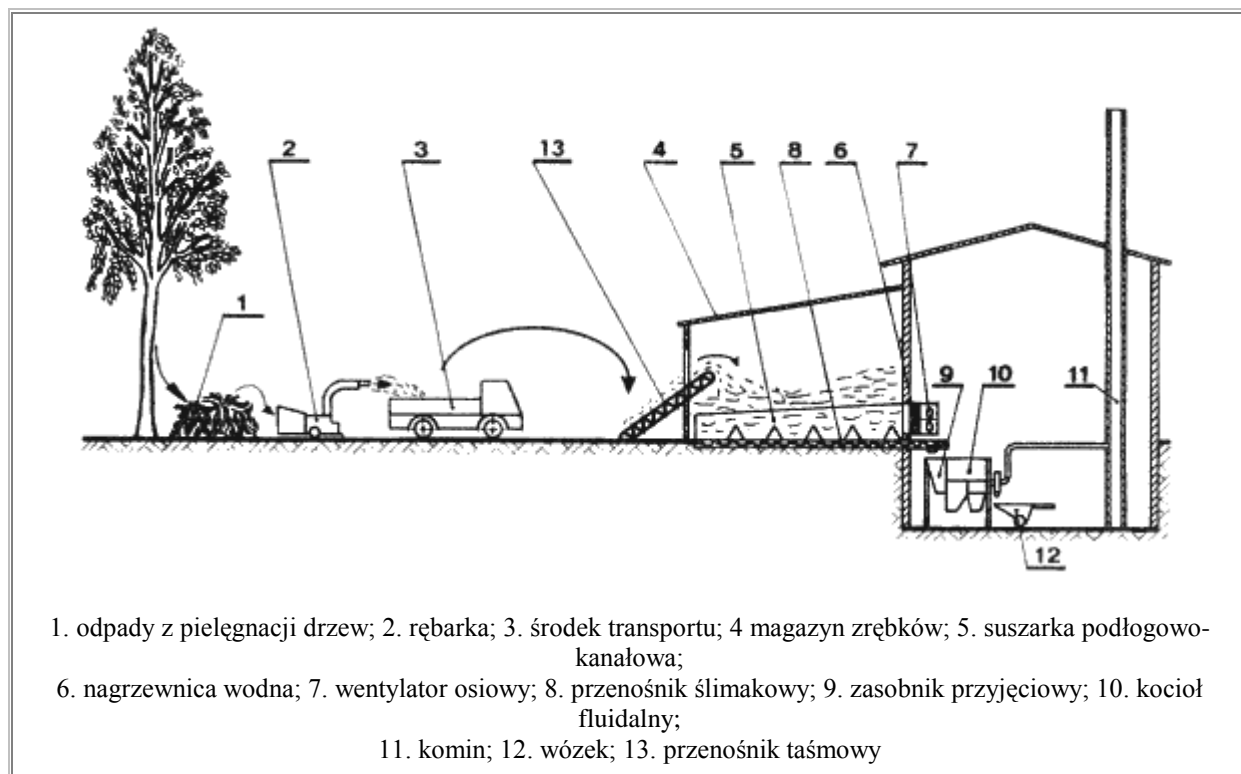 2 3 13 4 5 8 6 7
1
9 10 11
12
1. odpady z pielęgnacji drzew; 2. rębarka; 3. środek transportu; 4 magazyn zrębków; 5. suszarka podłogowo-
kanałowa;
6. nagrzewnica wodna; 7. wentylator osiowy; 8. przenośnik ślimakowy; 9. zasobnik przyjęciowy; 10. kocioł
fluidalny;
11. komin; 12. wózek; 13. przenośnik taśmowy